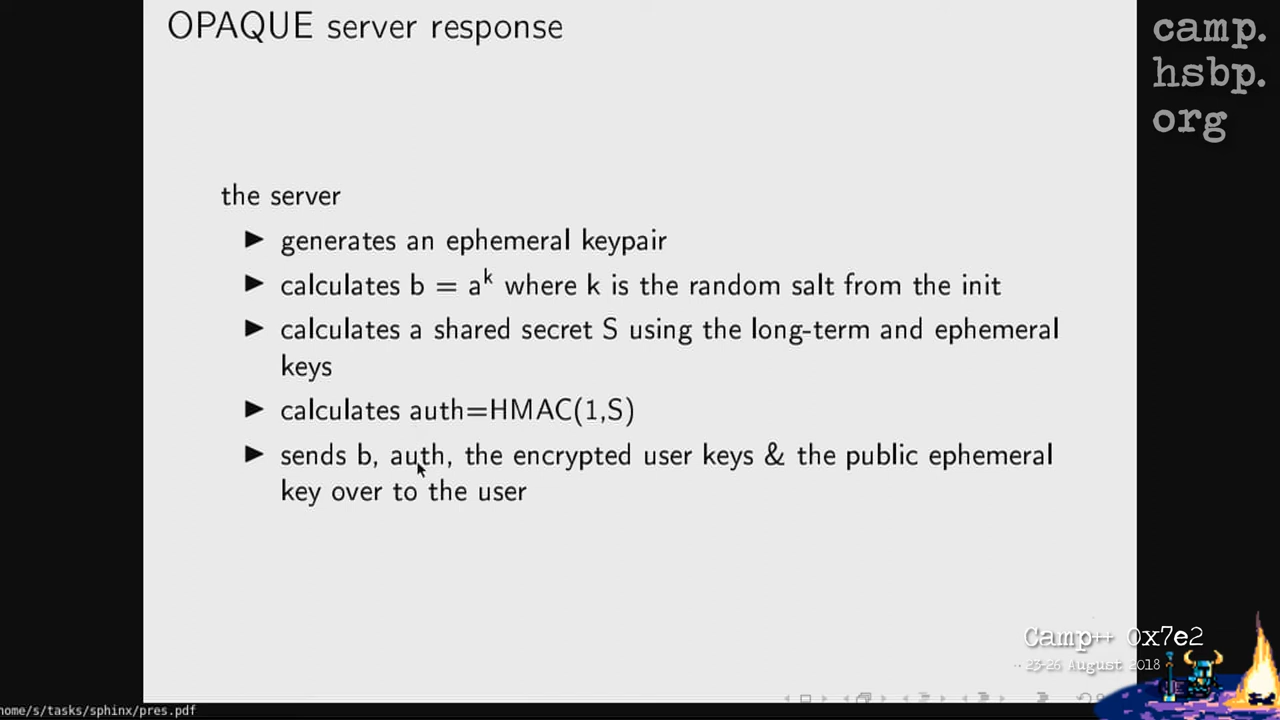 OPAQUE server response
camp.
hsbp.
org
the server
▶ generates an ephemeral keypair
▶ calculates b = a^k where k is the random salt from the init
▶ calculates a shared secret S using the long-term and ephemeral
keys
▶ calculates auth=HMAC(1,S)
▶ sends b, auth, the encrypted user keys & the public ephemeral
key over to the user
Camp++ 0x7e2
23-26 August 2018
home/s/tasks/sphinx/pres.pdf